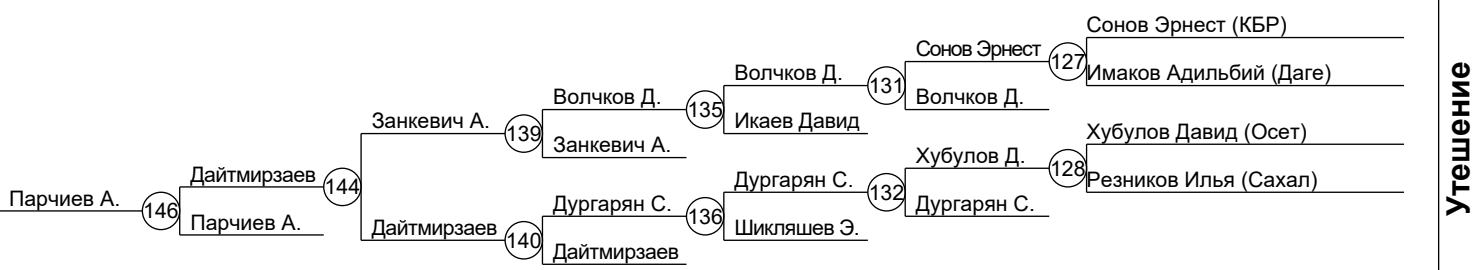 Сонов Эрнест (КБР)
Сонов Эрнест
127
Волчков Д.
131
Имаков Адильбий (Даге)
Волчков Д.
135
Волчков Д.
Занкевич А.
139
Икаев Давид
Хубулов Давид (Осет)
Занкевич А.
Хубулов Д.
128
Дайтмирзаев
144
Дургарян С.
132
Резников Илья (Сахал)
Парчиев А.
146
Дургарян С.
136
Дургарян С.
Парчиев А.
Дайтмирзаев
140
Шикляшев Э.
Дайтмирзаев
Утешение